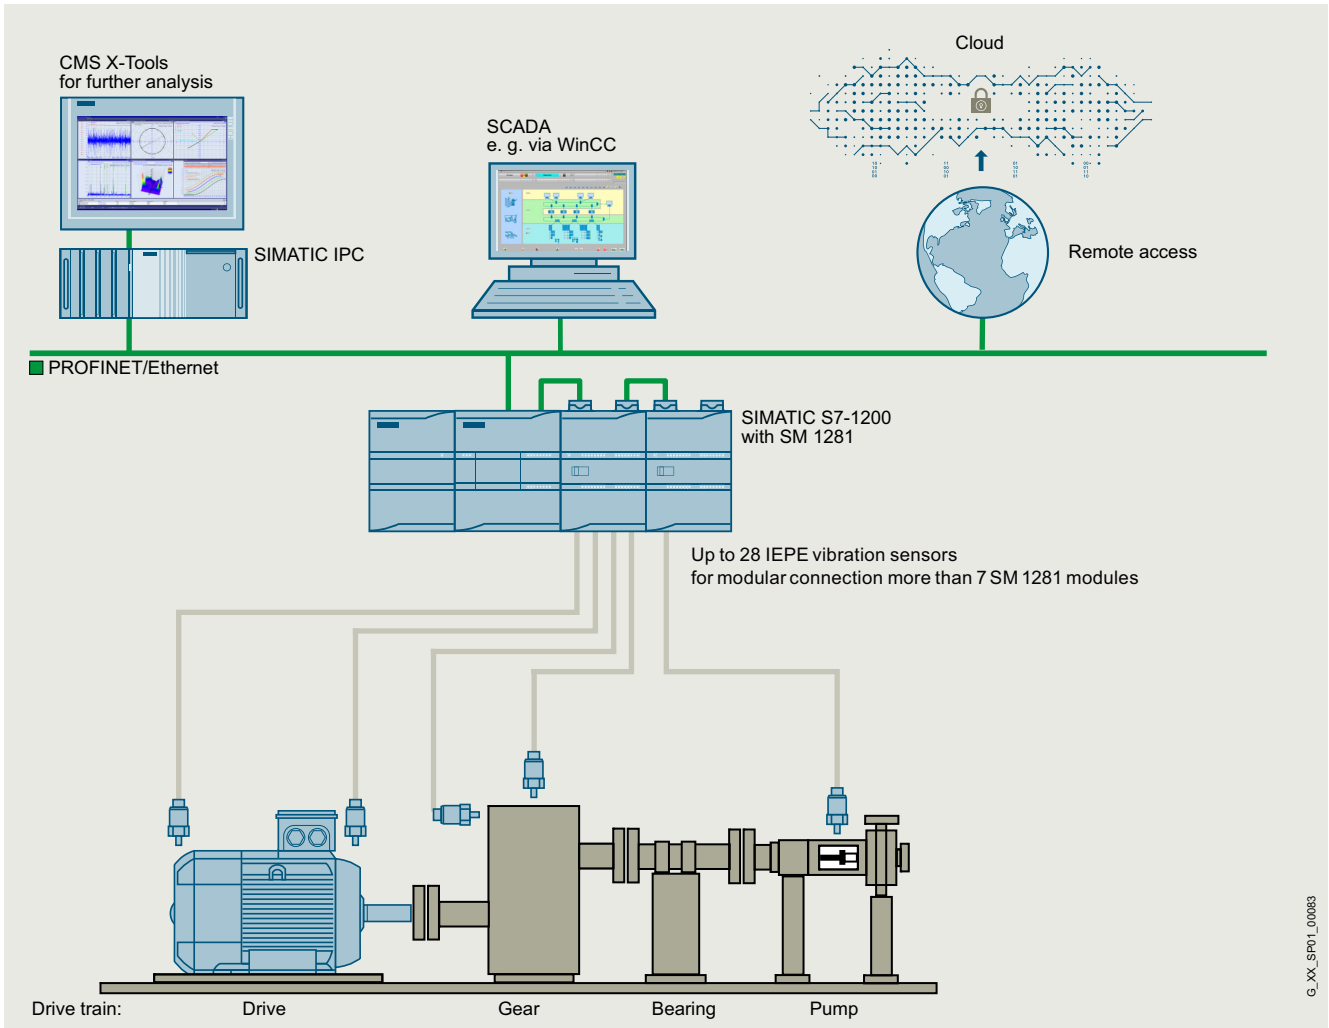 CMS X-Tools
for further analysis
SCADA
e. g. via WinCC
Cloud
SIMATIC IPC
Remote access
PROFINET/Ethernet
SIMATIC S7-1200
with SM 1281
Up to 28 IEPE vibration sensors
for modular connection more than 7 SM 1281 modules
Drive train:
Drive
Gear
Bearing
Pump
G_XX_SP01_00083